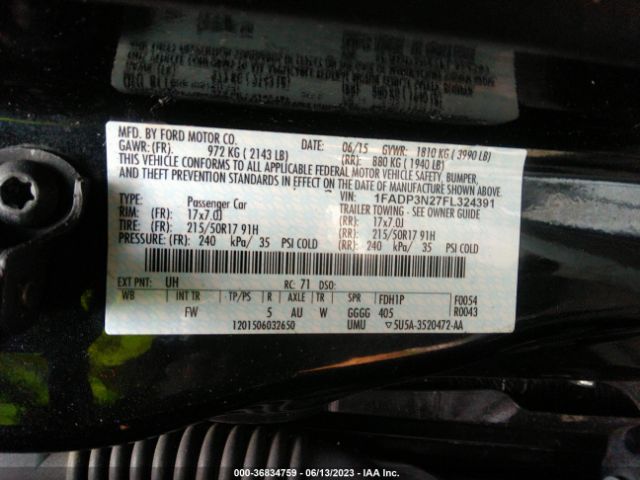 MFD. BY FORD MOTOR CO.
DATE: 06/15 GVWR: 1810 KG ( 3990 LB)
GAWR: (FR): 972 KG ( 2143 LB) (RR): 880 KG ( 1940 LB)
THIS VEHICLE CONFORMS TO ALL APPLICABLE FEDERAL MOTOR VEHICLE SAFETY, BUMPER,
AND THEFT PREVENTION STANDARDS IN EFFECT ON THE DATE OF MANUFACTURE SHOWN ABOVE.
VIN: 1FADP3N27FL324391
TYPE: Passenger Car TRAILER TOWING - SEE OWNER GUIDE
RIM: (FR): 17x7.0J (RR): 17x7.0J
TIRE: (FR): 215/50R17 91H (RR): 215/50R17 91H
PRESSURE: (FR): 240 kPa/ 35 PSI COLD (RR): 240 kPa/ 35 PSI COLD
EXT PNT: UH RC: 71 DSO:
WB INT TR TP/PS R AXLE TR SPR FDH1P F0054
FW 5 AU W GGGG 405 R0043
1201506032650 UMU ▽5U5A-3520472-AA
000-36834759 - 06/13/2023 - IAA Inc.